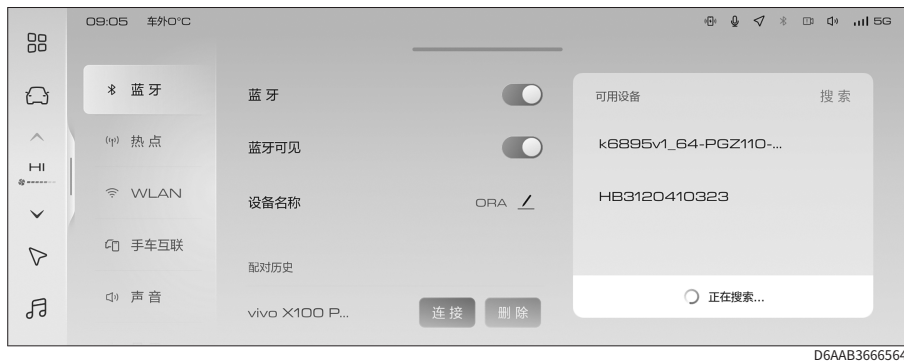 09:05 车外0°C
5G
HI
蓝牙
热点
WLAN
手车互联
声音
蓝牙
蓝牙可见
设备名称 ORA
配对历史
vivo X100 P... 连接 删除
可用设备 搜索
k6895v1_64-PGZ110-...
HB3120410323
正在搜索...
D6AAB3666564